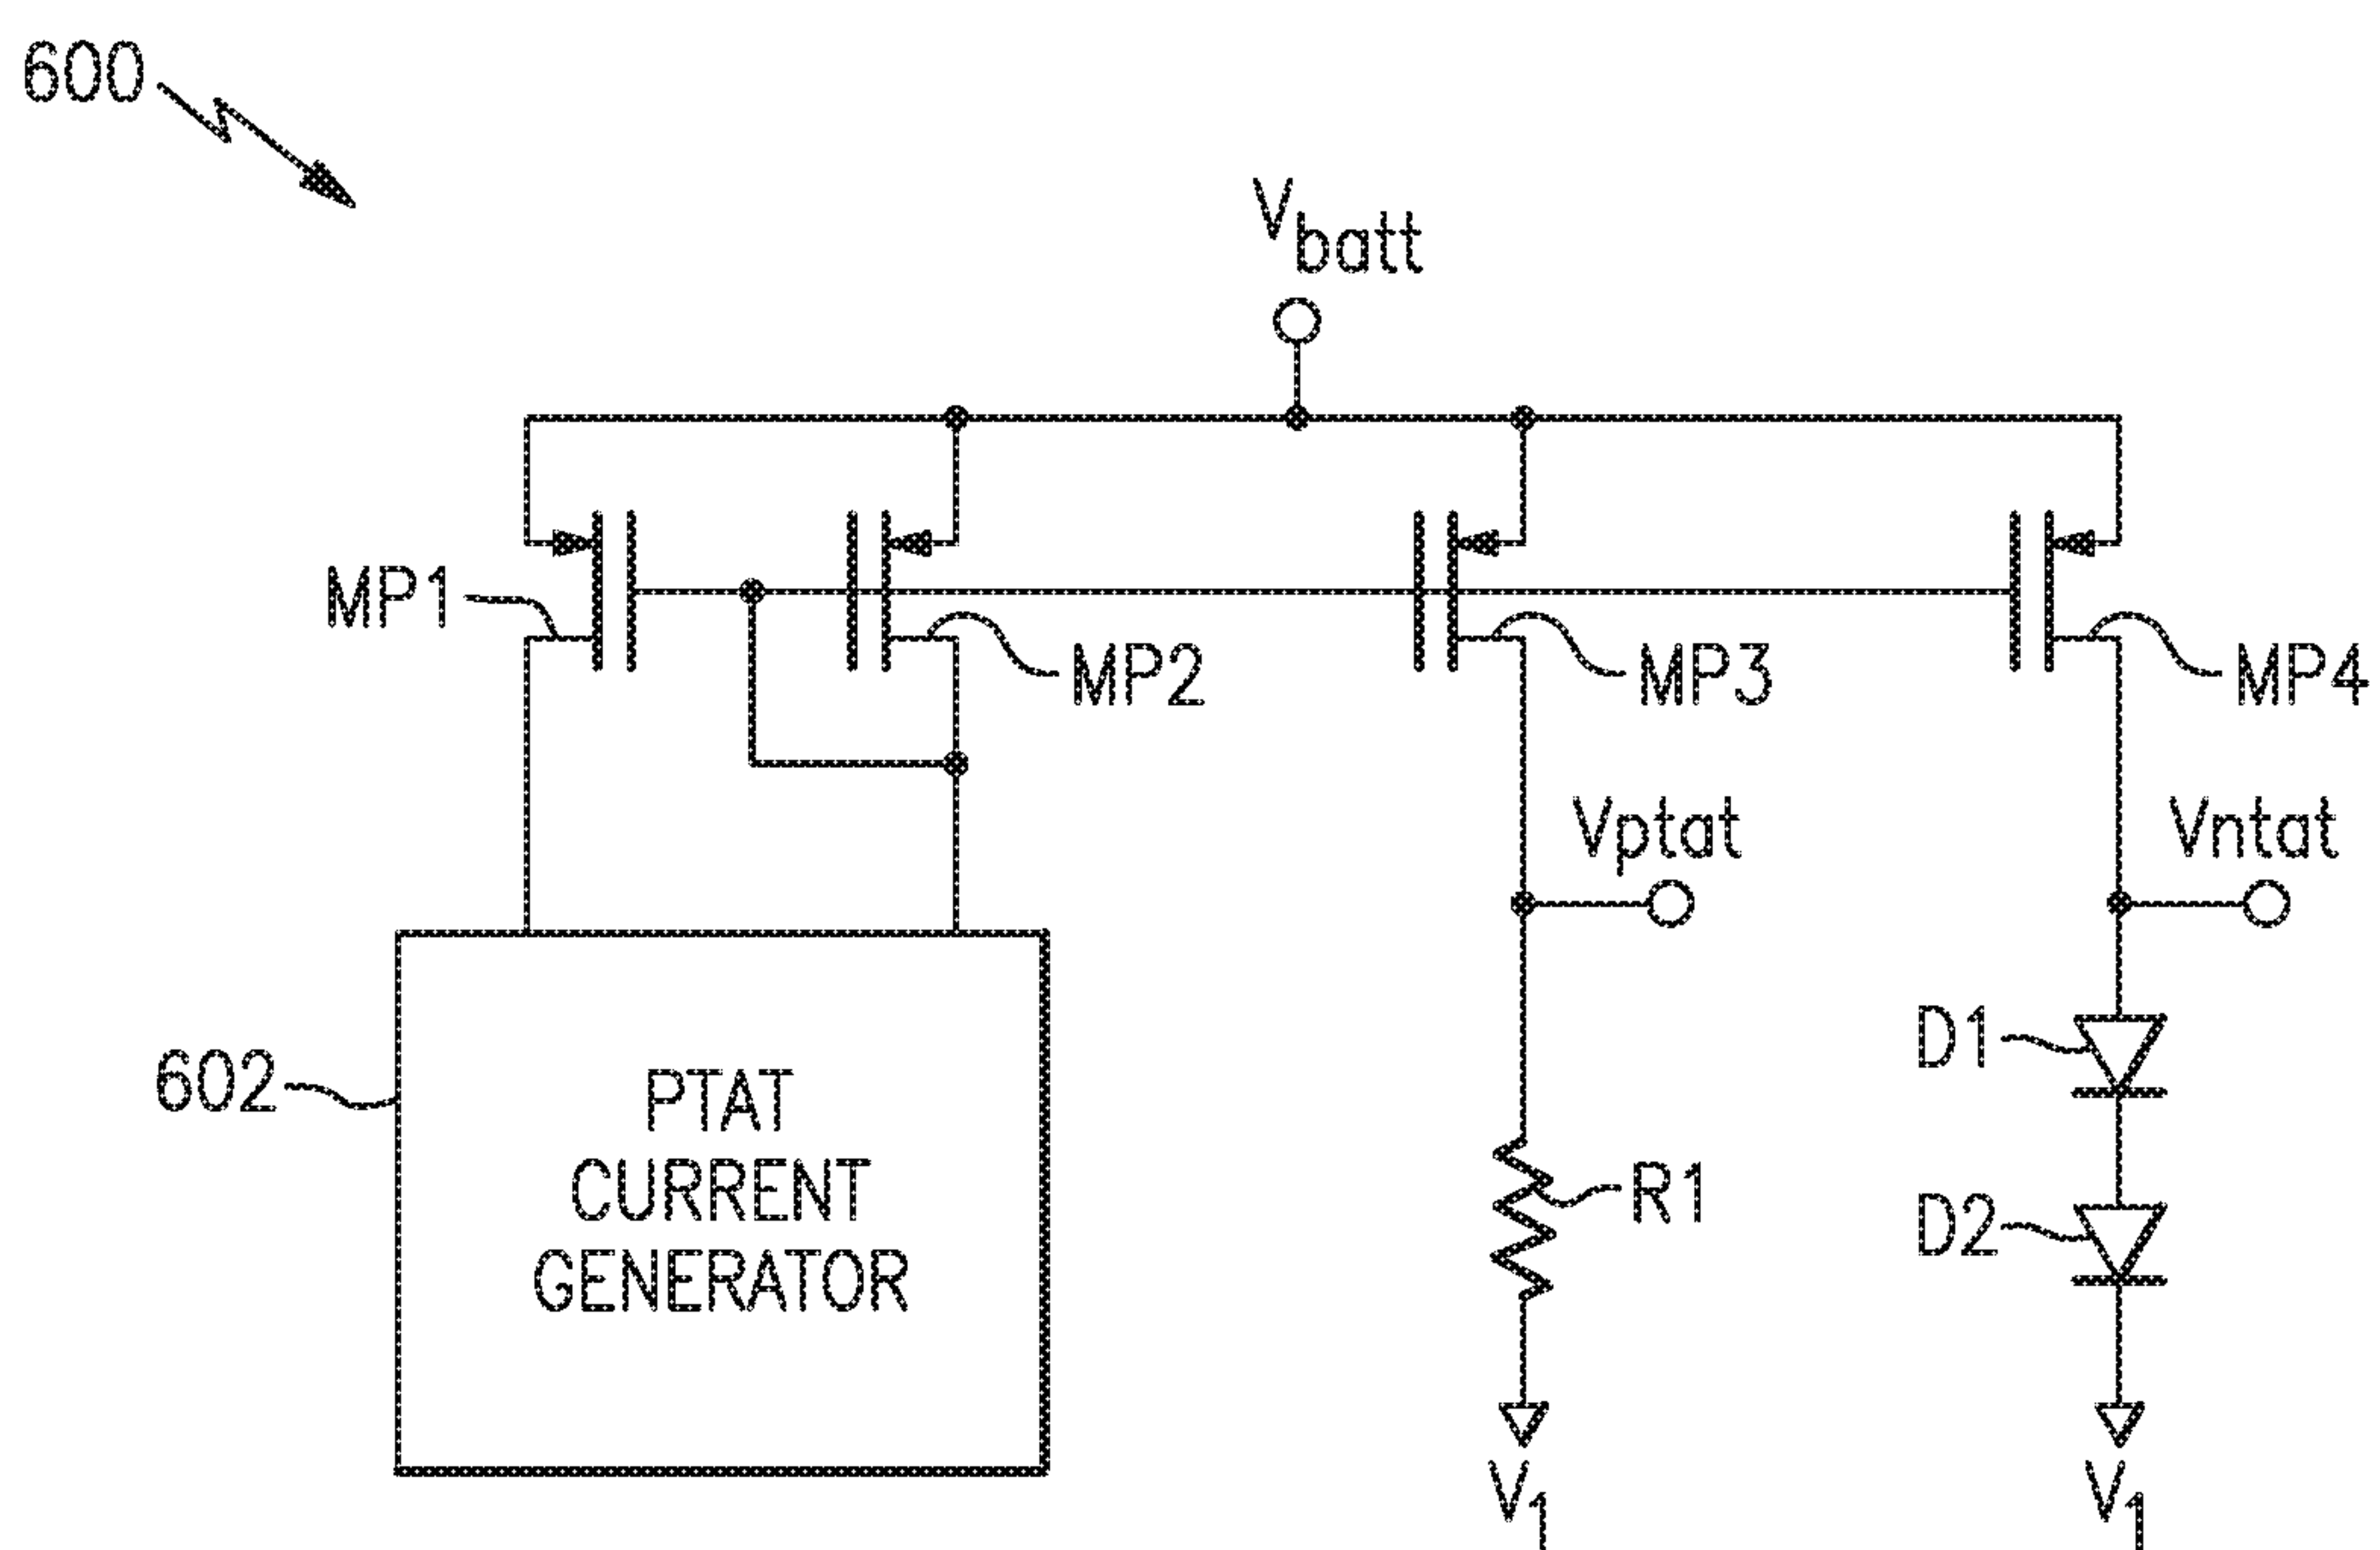 600
Vbatt
MP1
MP2
MP3
MP4
Vptat
Vntat
602
PTAT
CURRENT
GENERATOR
D1
R1
D2
V1
V1